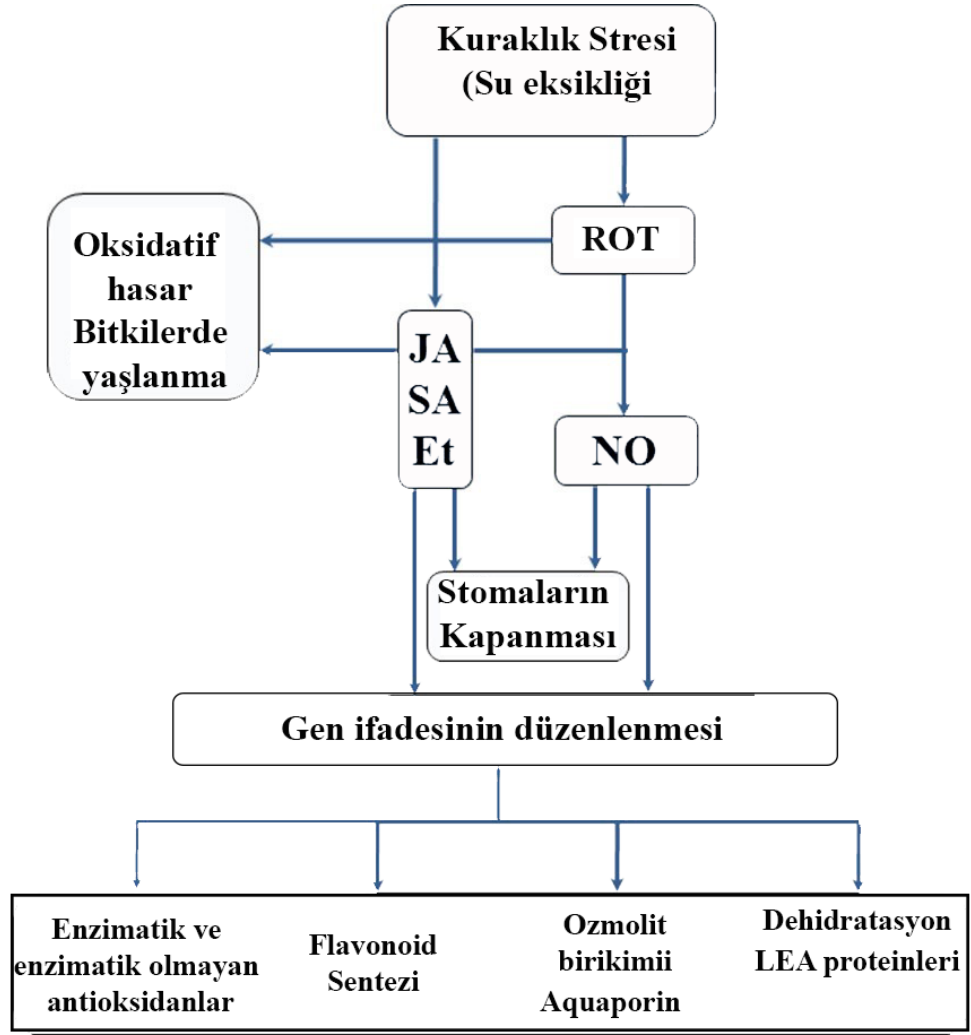 Kuraklık Stresi
(Su eksikliği
ROT
Oksidatif
hasar
Bitkilerde
yaşlanma
JA
SA
Et
NO
Stomaların
Kapanması
Gen ifadesinin düzenlenmesi
Enzimatik ve
enzimatik olmayan
antioksidanlar
Flavonoid
Sentezi
Ozmolit
birikimii
Aquaporin
Dehidratasyon
LEA proteinleri